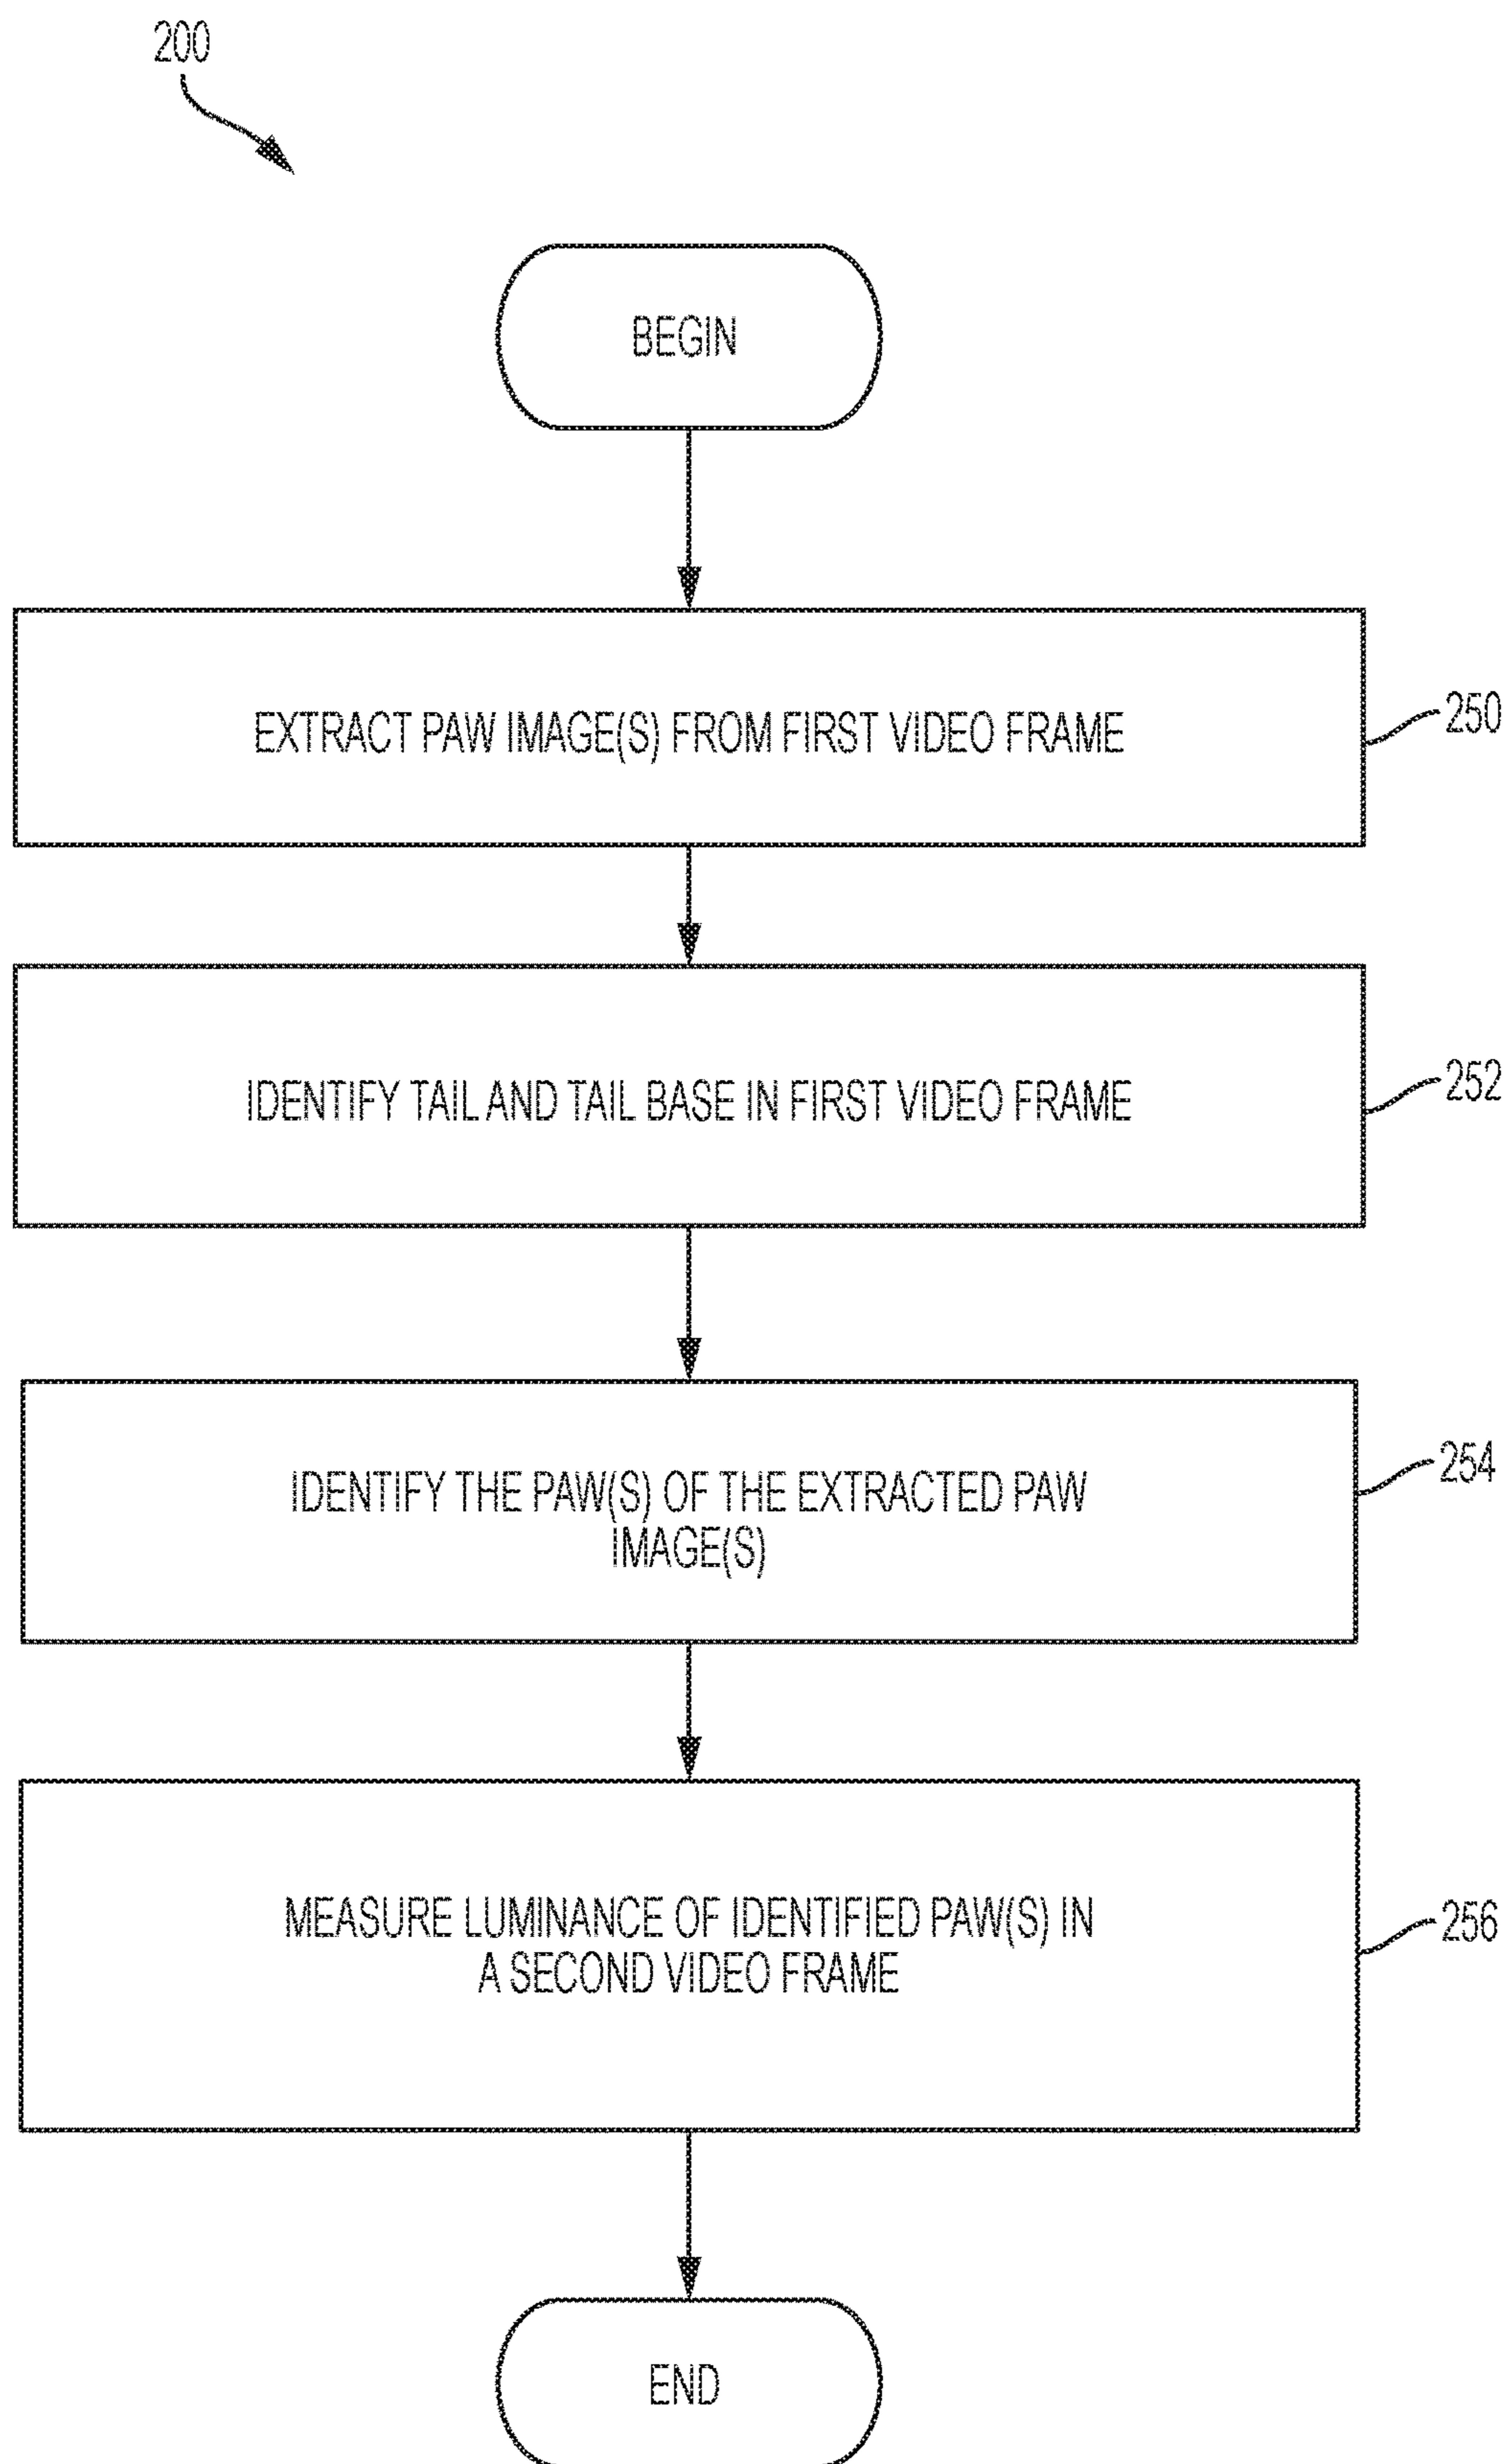 200
BEGIN
EXTRACT PAW IMAGE(S) FROM FIRST VIDEO FRAME
250
IDENTIFY TAIL AND TAIL BASE IN FIRST VIDEO FRAME
252
IDENTIFY THE PAW(S) OF THE EXTRACTED PAW
IMAGE(S)
254
MEASURE LUMINANCE OF IDENTIFIED PAW(S) IN
A SECOND VIDEO FRAME
256
END